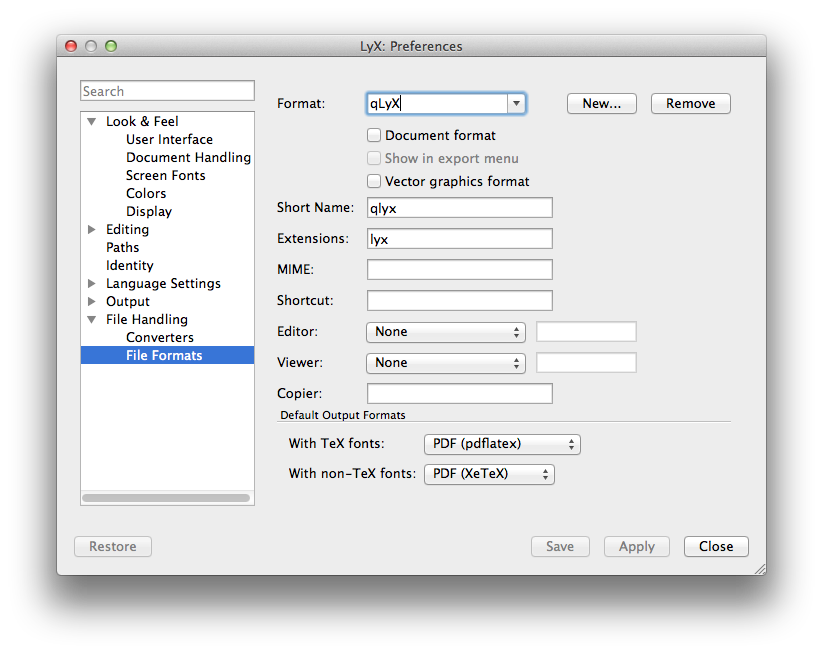 LyX: Preferences
Search
Look & Feel
User Interface
Document Handling
Screen Fonts
Colors
Display
Editing
Paths
Identity
Language Settings
Output
File Handling
Converters
File Formats
Format: qLyX New... Remove
Document format
Show in export menu
Vector graphics format
Short Name: qlyx
Extensions: lyx
MIME:
Shortcut:
Editor: None
Viewer: None
Copier:
Default Output Formats
With TeX fonts: PDF (pdflatex)
With non-TeX fonts: PDF (XeTeX)
Restore Save Apply Close